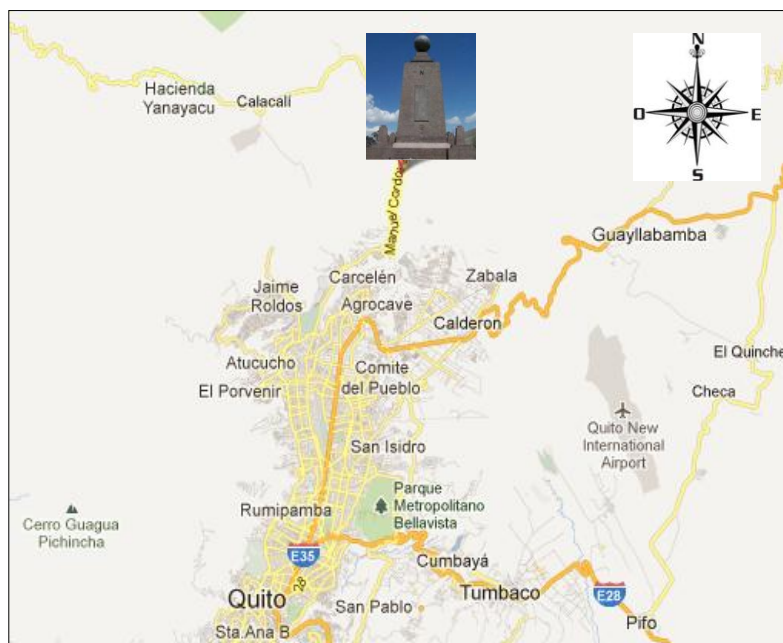 N
Hacienda
Yanayacu
Calacalí
O
E
S
Manuel Cordov
Guayllabamba
Carcelén
Zabala
Jaime
Roldos
Agrocave
Calderon
El Quinche
Atucucho
Comite
del Pueblo
El Porvenir
Checa
Quito New
International
Airport
San Isidro
Parque
Metropolitano
Bellavista
Rumipamba
Cerro Guagua
Pichincha
E35
Cumbayá
28
Tumbaco
E28
Quito
San Pablo
Pifo
Sta.Ana B